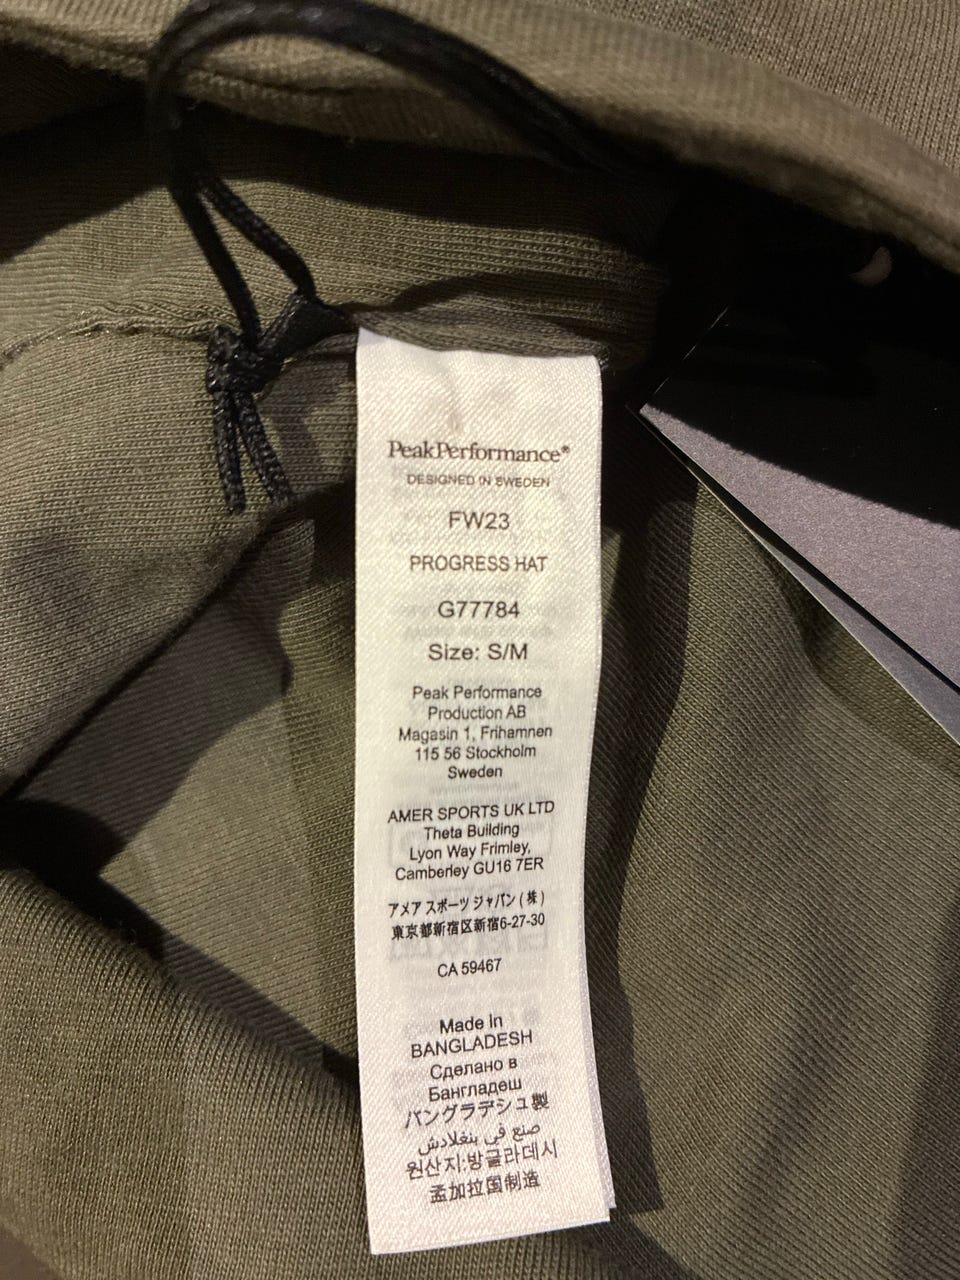 PeakPerformance®
DESIGNED IN SWEDEN
FW23
PROGRESS HAT
G77784
Size: S/M
Peak Performance
Production AB
Magasin 1, Frihamnen
115 56 Stockholm
Sweden
AMER SPORTS UK LTD
Theta Building
Lyon Way Frimley,
Camberley GU16 7ER
アメア スポーツ ジャパン ( 株 )
東京都新宿区新宿6-27-30
CA 59467
Made in
BANGLADESH
Сделано в
Бангладеш
バングラデシュ製
صنع في بنغلادش
원산지:방글라데시
孟加拉国制造